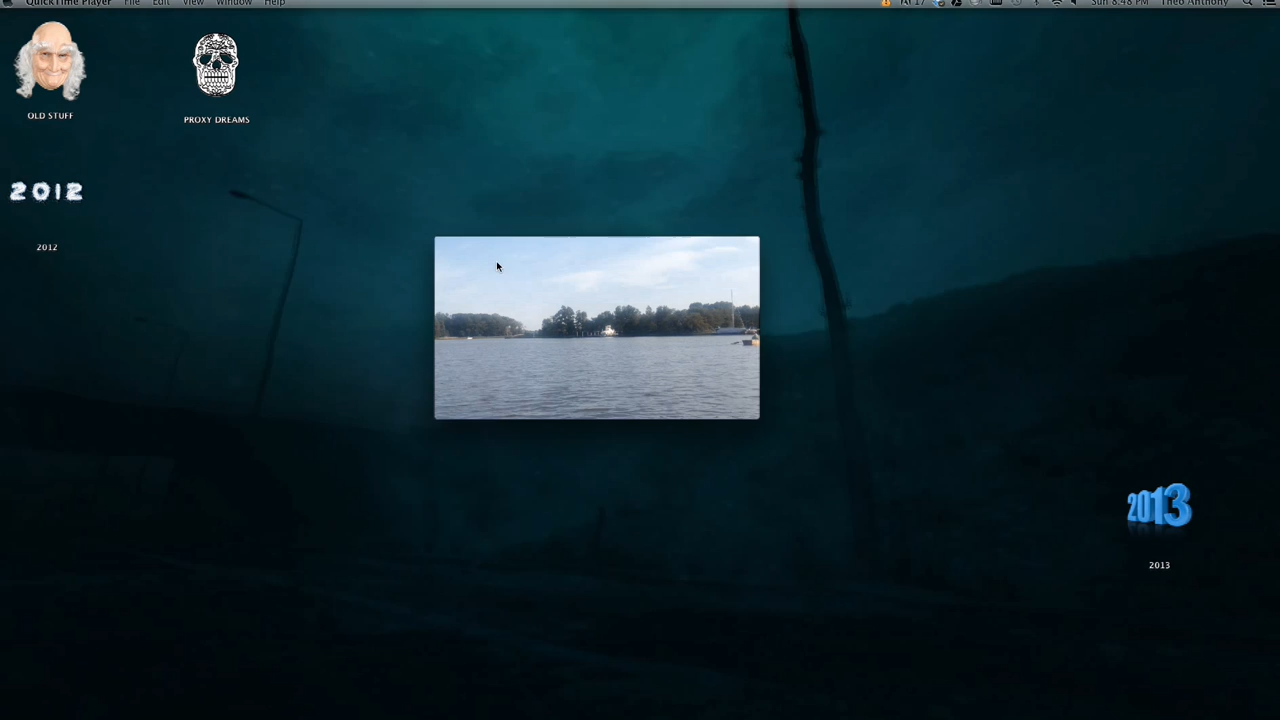 QuickTime Player File Edit View Window Help
Sun 8:48 PM Theo Anthony
OLD STUFF
PROXY DREAMS
2012
2012
2013
2013